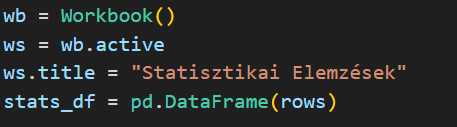 wb = Workbook()
ws = wb.active
ws.title = "Statisztikai Elemzések"
stats_df = pd.DataFrame(rows)